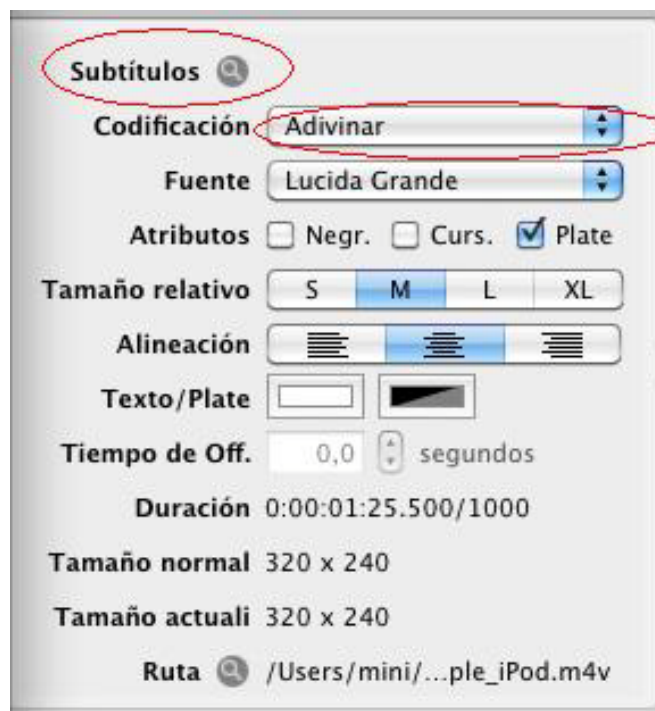 Subtítulos
Codificación Adivinar
Fuente Lucida Grande
Atributos Negr. Curs. Plate
Tamaño relativo S M L XL
Alineación
Texto/Plate
Tiempo de Off. 0,0 segundos
Duración 0:00:01:25.500/1000
Tamaño normal 320 x 240
Tamaño actuali 320 x 240
Ruta /Users/mini/...ple_iPod.m4v